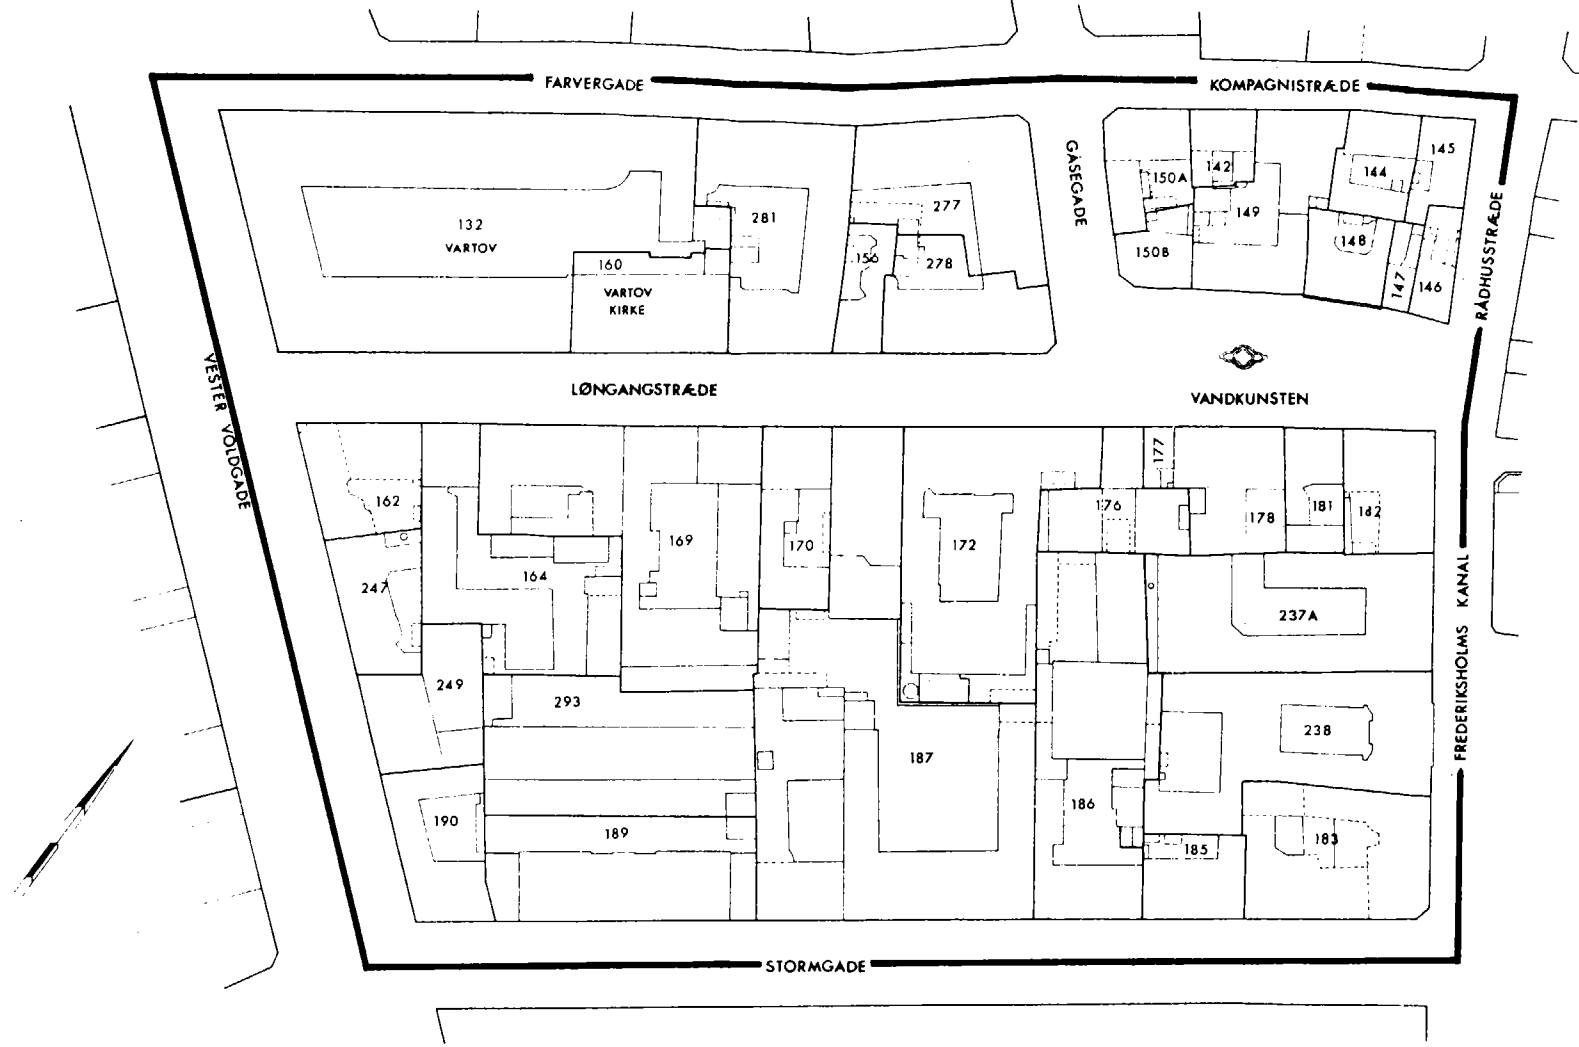 FARVERGADE
KOMPAGNISTRÆDE
GÅSEGADE
145
142
144
150A
149
281
277
132
VARTOV
148
150B
156
278
160
147
146
VARTOV
KIRKE
RÅDHUSSTRÆDE
VESTER VOLDGADE
LØNGANGSTRÆDE
VANDKUNSTEN
177
162
176
181
182
178
169
170
172
164
247
237A
FREDERIKSHOLMS KANAL
249
293
238
187
186
190
189
183
185
STORMGADE